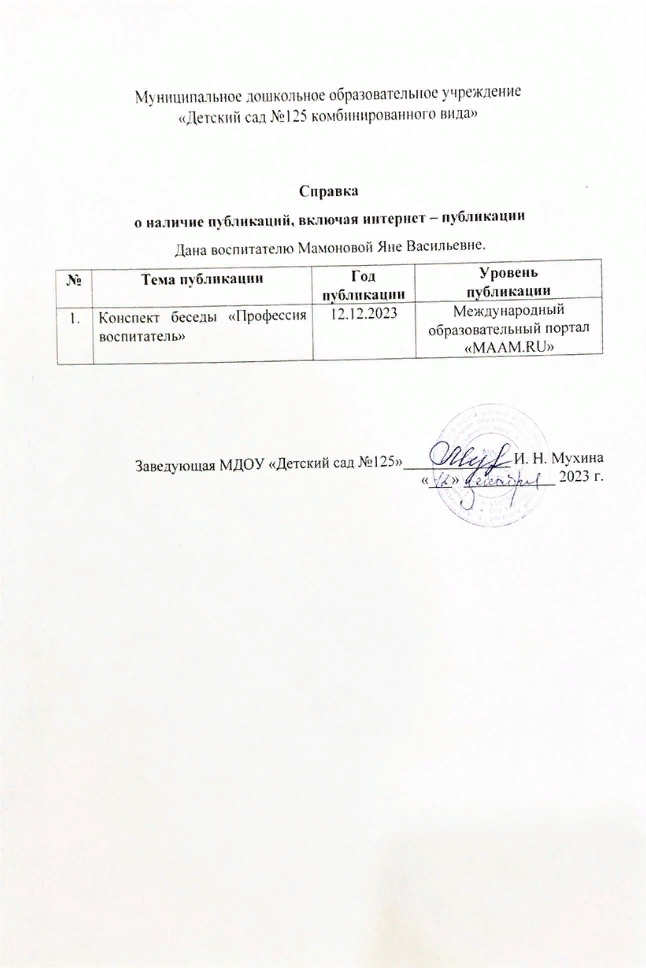 Муниципальное дошкольное образовательное учреждение
«Детский сад №125 комбинированного вида»
Справка
о наличие публикаций, включая интернет – публикации
Дана воспитателю Мамоновой Яне Васильевне.
№ Тема публикации Год публикации Уровень публикации
1. Конспект беседы «Профессия 12.12.2023 Международный
воспитатель» образовательный портал
«MAAM.RU»
Заведующая МДОУ «Детский сад №125» И. Н. Мухина
«12» декабря 2023 г.